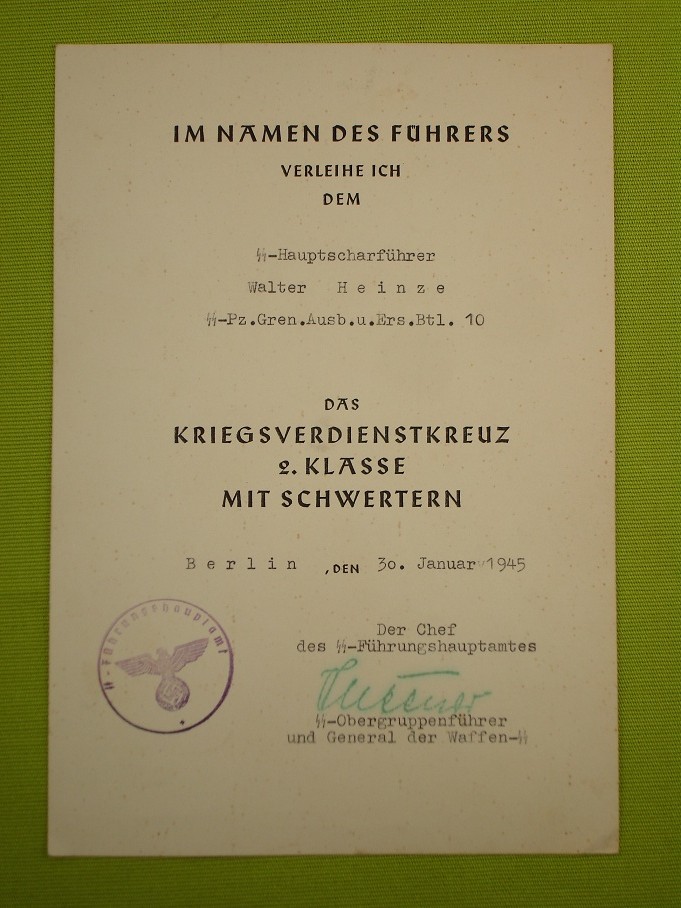 IM NAMEN DES FÜHRERS
VERLEIHE ICH
DEM
ᛋᛋ-Hauptscharführer
Walter Heinze
ᛋᛋ-Pz.Gren.Ausb.u.Ers.Btl. 10
DAS
KRIEGSVERDIENSTKREUZ
2. KLASSE
MIT SCHWERTERN
Berlin ,DEN 30. Januar 1945
ᛋᛋ-Führungshauptamt
Der Chef
des ᛋᛋ-Führungshauptamtes
ᛋᛋ-Obergruppenführer
und General der Waffen-ᛋᛋ